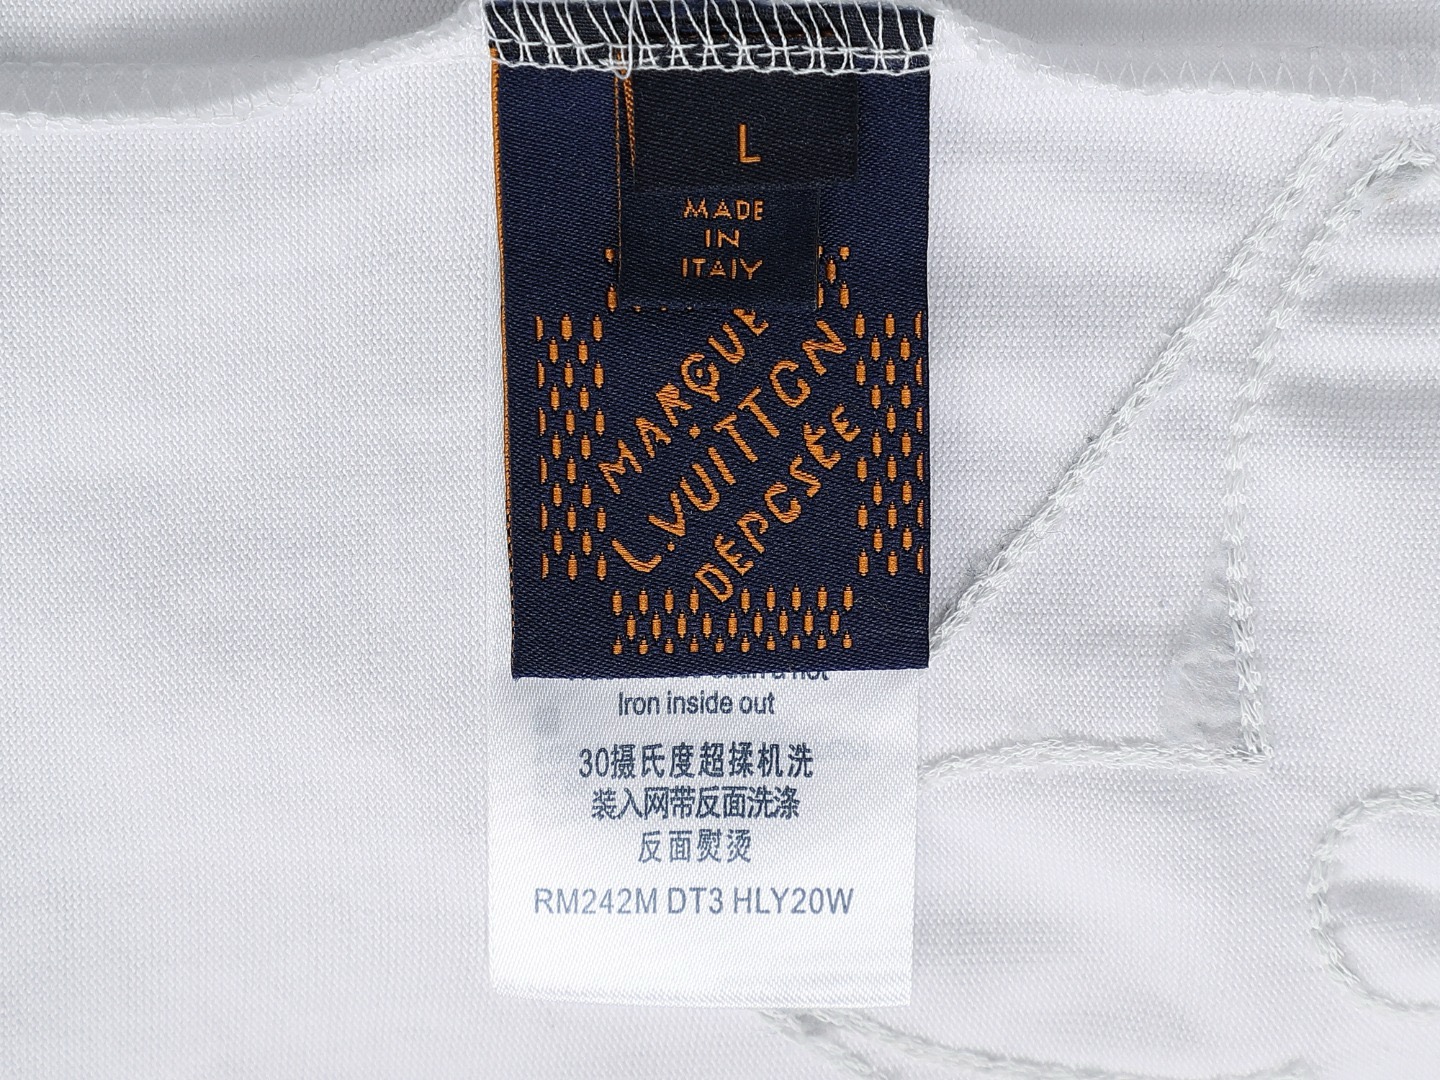 L
MADE
IN
ITALY
MARQUE
L.VUITTON
DÉPOSÉE
Iron inside out
30摄氏度超揉机洗
装入网带反面洗涤
反面熨烫
RM242M DT3 HLY20W